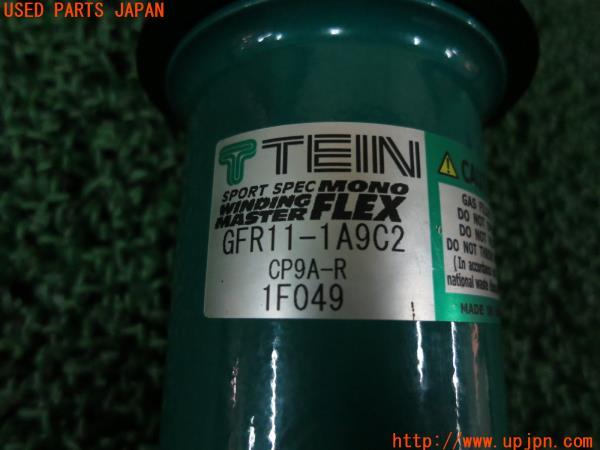 USED PARTS JAPAN
TEIN
SPORT SPEC MONO
WINDING MASTER FLEX
GFR11-1A9C2
CP9A-R
1F049
GAS
DO NOT
DO NOT
DO NOT
(In accordance
national waste
MADE IN
http://www.upjpn.com